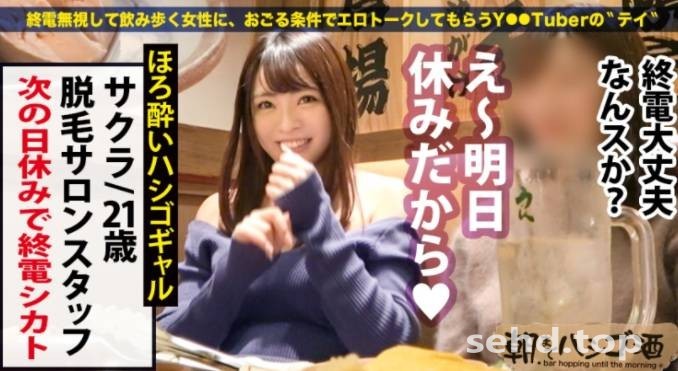 終電無視して飲み歩く女性に、おごる条件でエロトークしてもらうY●●Tuberの〝テイ〟
終電大丈夫
なんスか？
え～明日
休みだから♥
ほろ酔いハシゴギャル
サクラ/21歳
脱毛サロンスタッフ
次の日休みで終電シカト
場
うん
朝までハシゴ酒
bar hopping until the morning
sehd.top